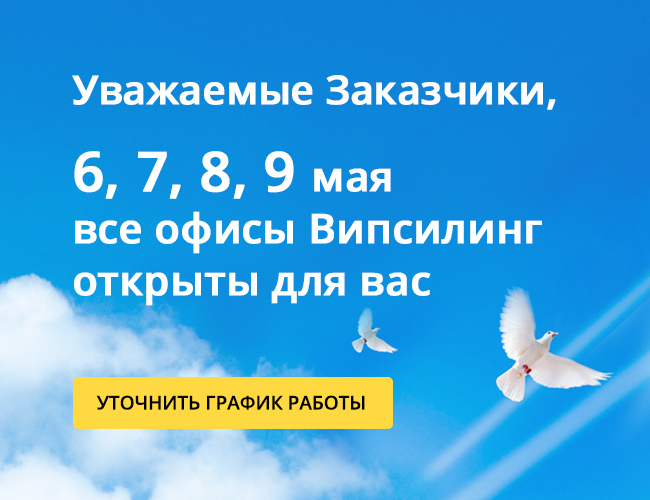 Уважаемые Заказчики,
6, 7, 8, 9 мая
все офисы Випсилинг
открыты для вас
УТОЧНИТЬ ГРАФИК РАБОТЫ